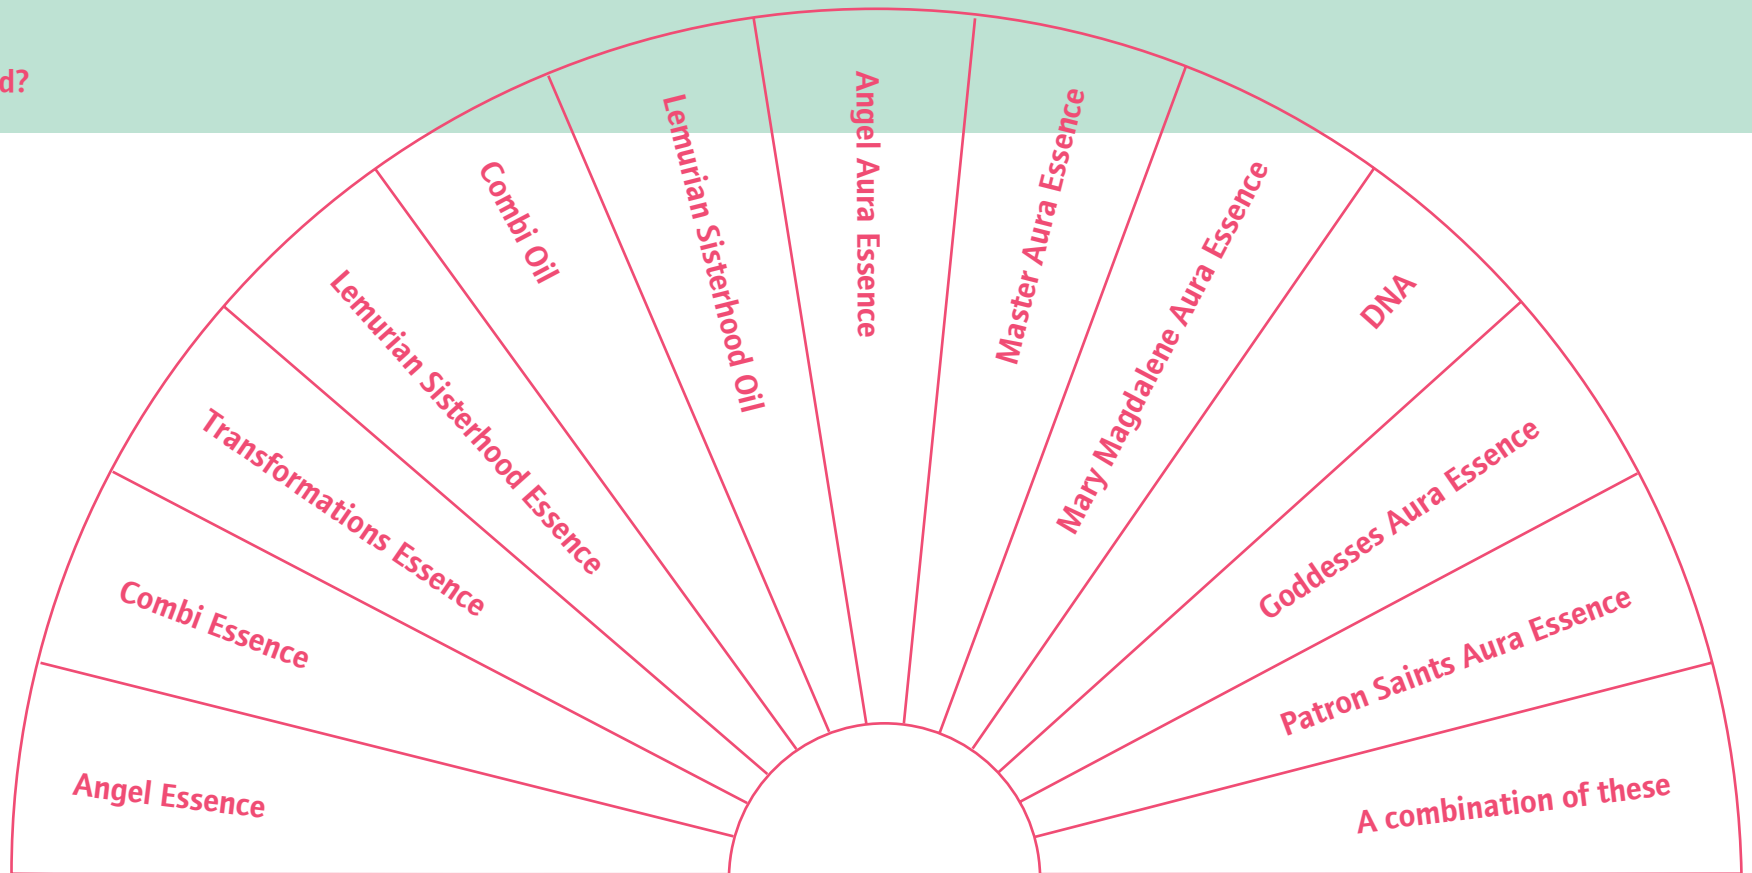 d?
Angel Essence
Combi Essence
Transformations Essence
Lemurian Sisterhood Essence
Combi Oil
Lemurian Sisterhood Oil
Angel Aura Essence
Master Aura Essence
Mary Magdalene Aura Essence
DNA
Goddesses Aura Essence
Patron Saints Aura Essence
A combination of these